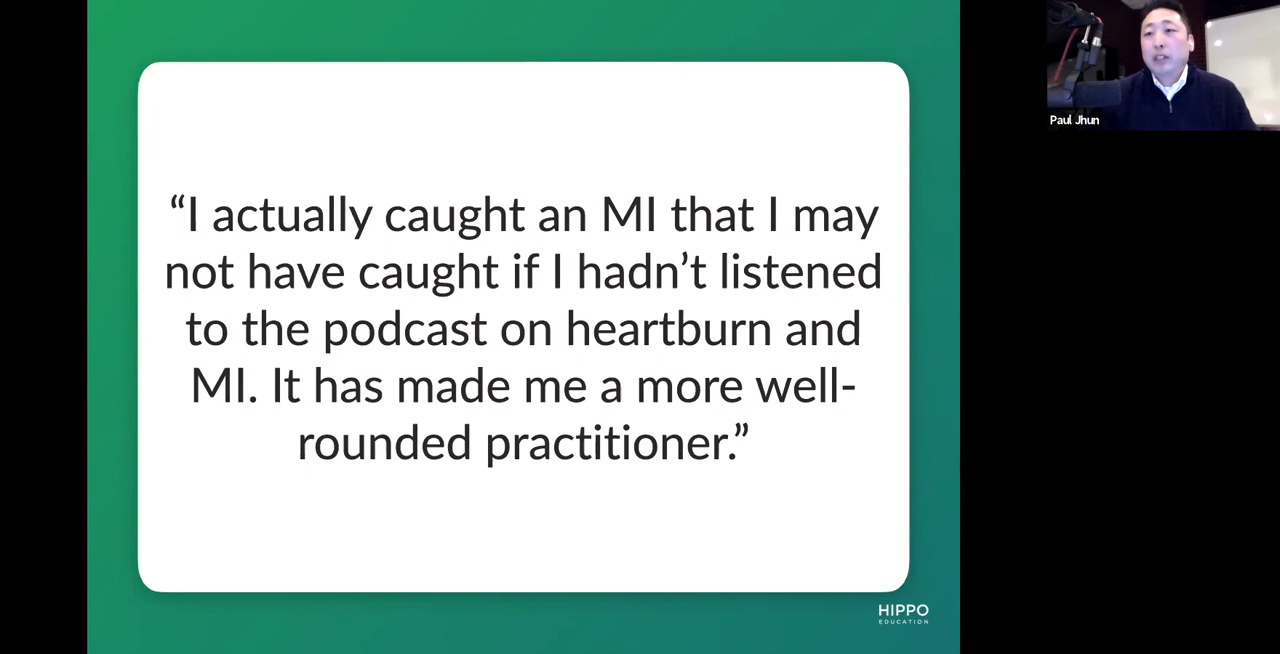 “I actually caught an MI that I may
not have caught if I hadn’t listened
to the podcast on heartburn and
MI. It has made me a more well-
rounded practitioner.”
HIPPO
EDUCATION
Paul Jhun